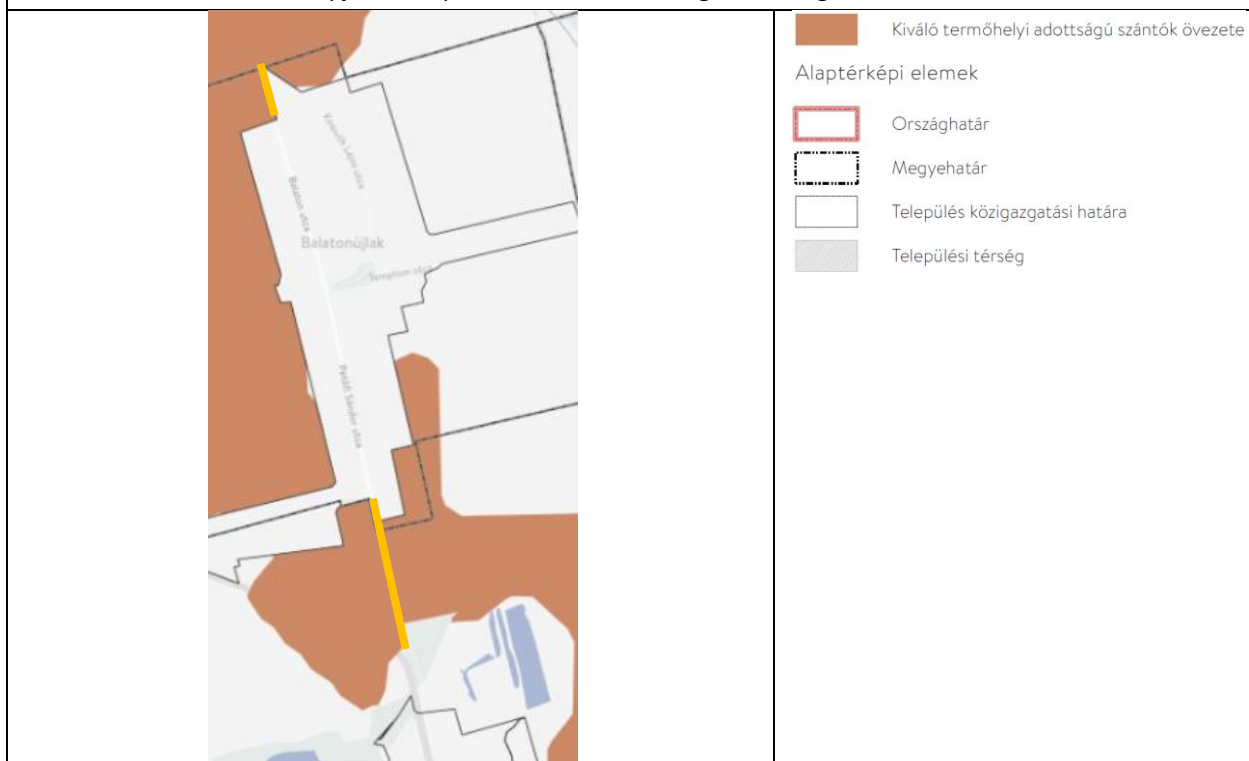 Kossuth Lajos utca
Balaton utca
Balatonújlak
Templom utca
Petőfi Sándor utca
Kiváló termőhelyi adottságú szántók övezete
Alaptérképi elemek
Országhatár
Megyehatár
Település közigazgatási határa
Települési térség